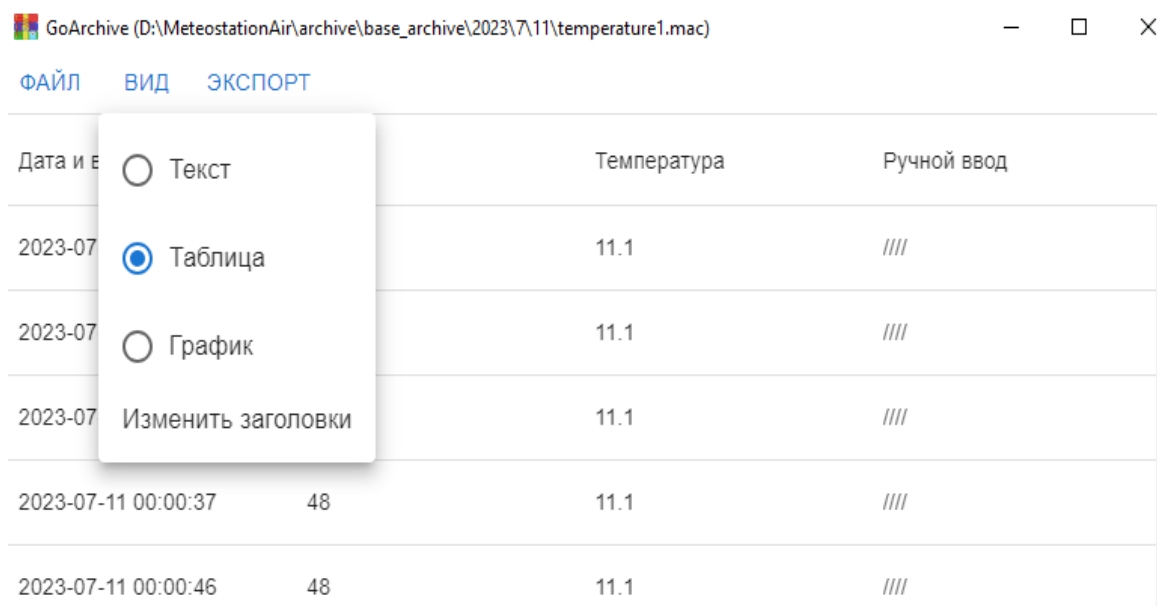 GoArchive (D:\MeteostationAir\archive\base_archive\2023\7\11\temperature1.mac)
ФАЙЛ ВИД ЭКСПОРТ
Дата и в Температура Ручной ввод
Текст
2023-07 11.1 ////
Таблица
2023-07 11.1 ////
График
2023-07 11.1 ////
Изменить заголовки
2023-07-11 00:00:37 48 11.1 ////
2023-07-11 00:00:46 48 11.1 ////